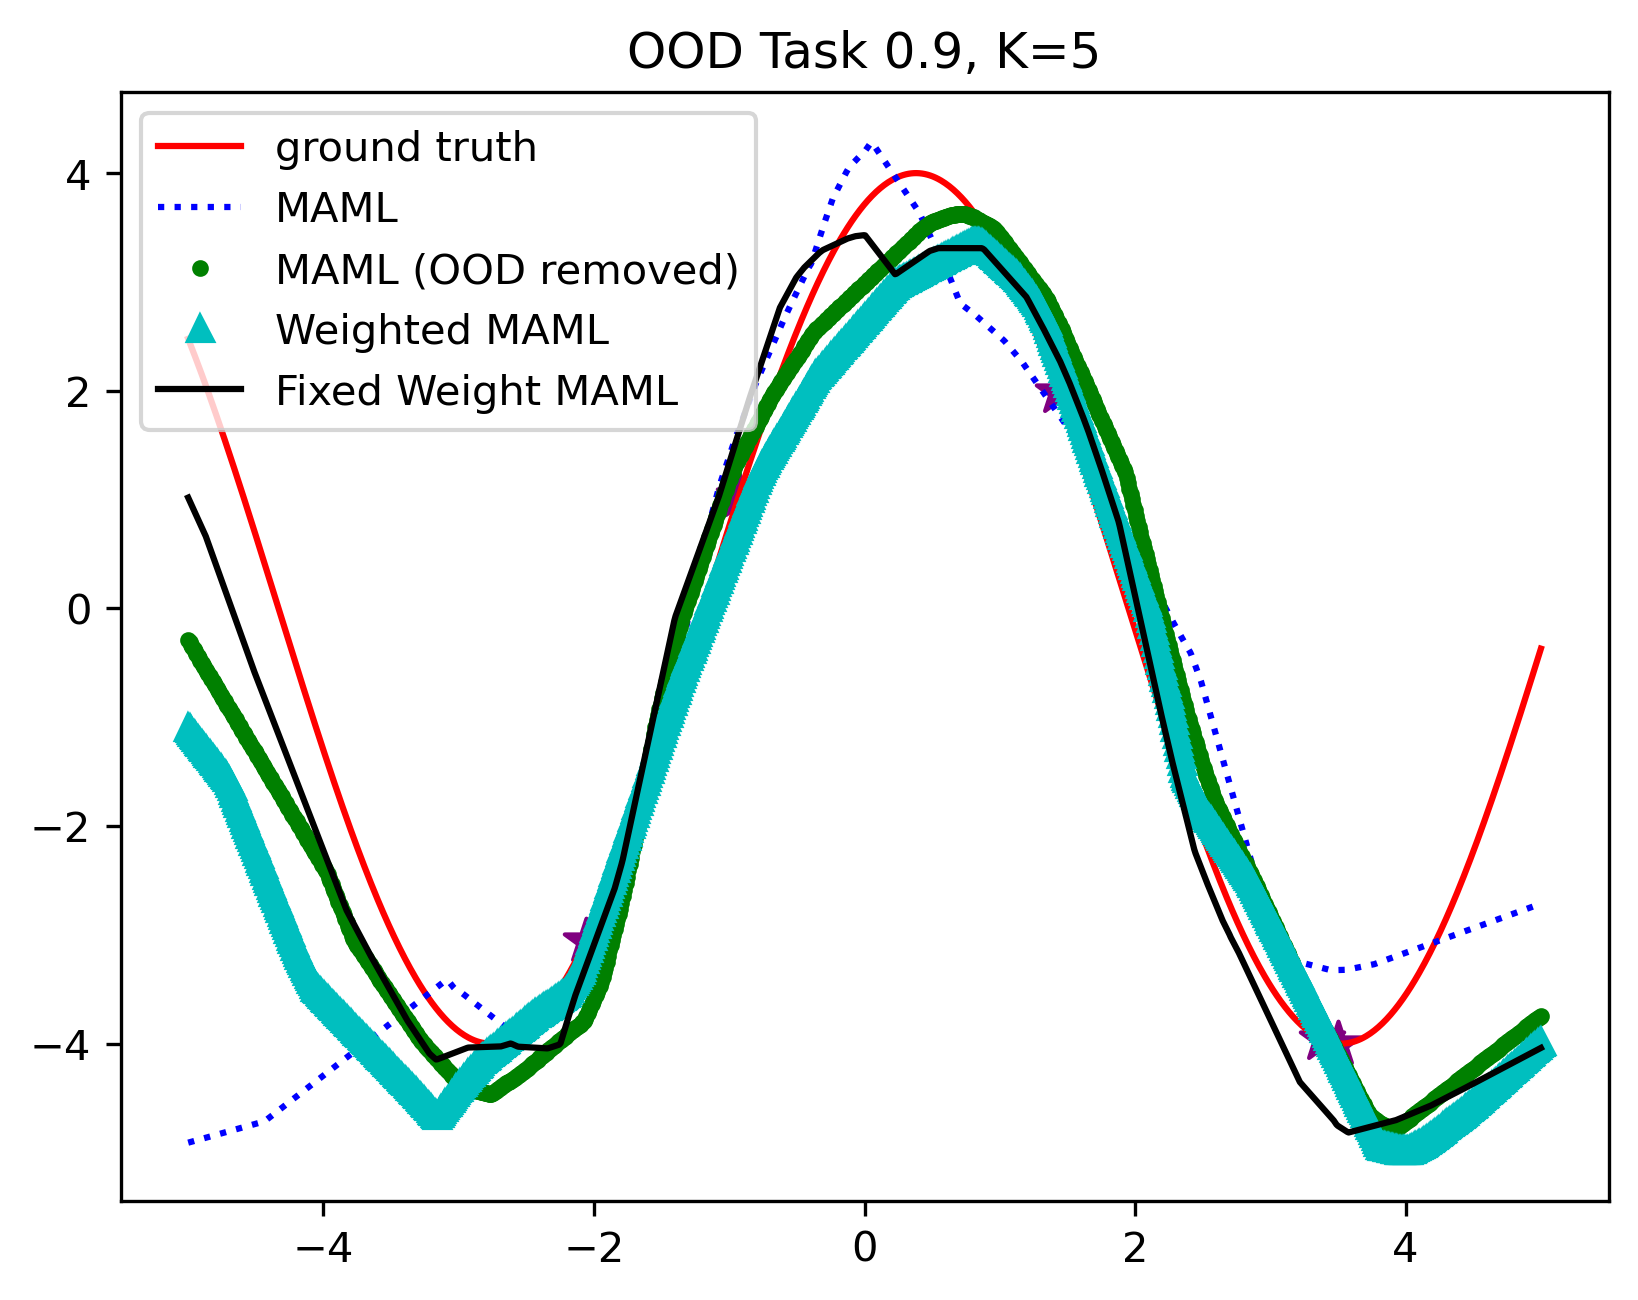 OOD Task 0.9, K=5
ground truth
MAML
MAML (OOD removed)
Weighted MAML
Fixed Weight MAML
4
2
0
−2
−4
−4
−2
0
2
4